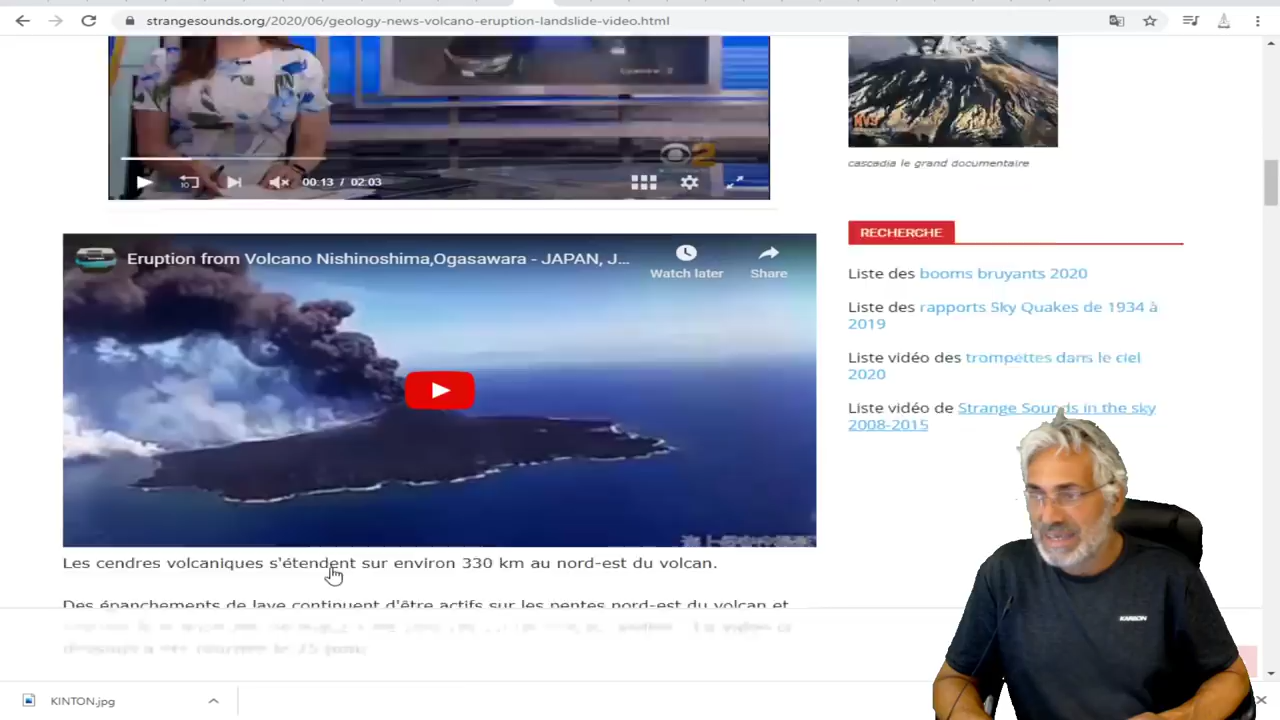 strangesounds.org/2020/06/geology-news-volcano-eruption-landslide-video.html
NVS
cascadia le grand documentaire
2
10
00:13 / 02:03
RECHERCHE
Eruption from Volcano Nishinoshima,Ogasawara - JAPAN, J...
Watch later
Share
Liste des booms bruyants 2020
Liste des rapports Sky Quakes de 1934 à
2019
Liste vidéo des trompettes dans le ciel
2020
Liste vidéo de Strange Sounds in the sky
2008-2015
Les cendres volcaniques s'étendent sur environ 330 km au nord-est du volcan.
Des épanchements de lave continuent d'être actifs sur les pentes nord-est du volcan et
KARBON
KINTON.jpg